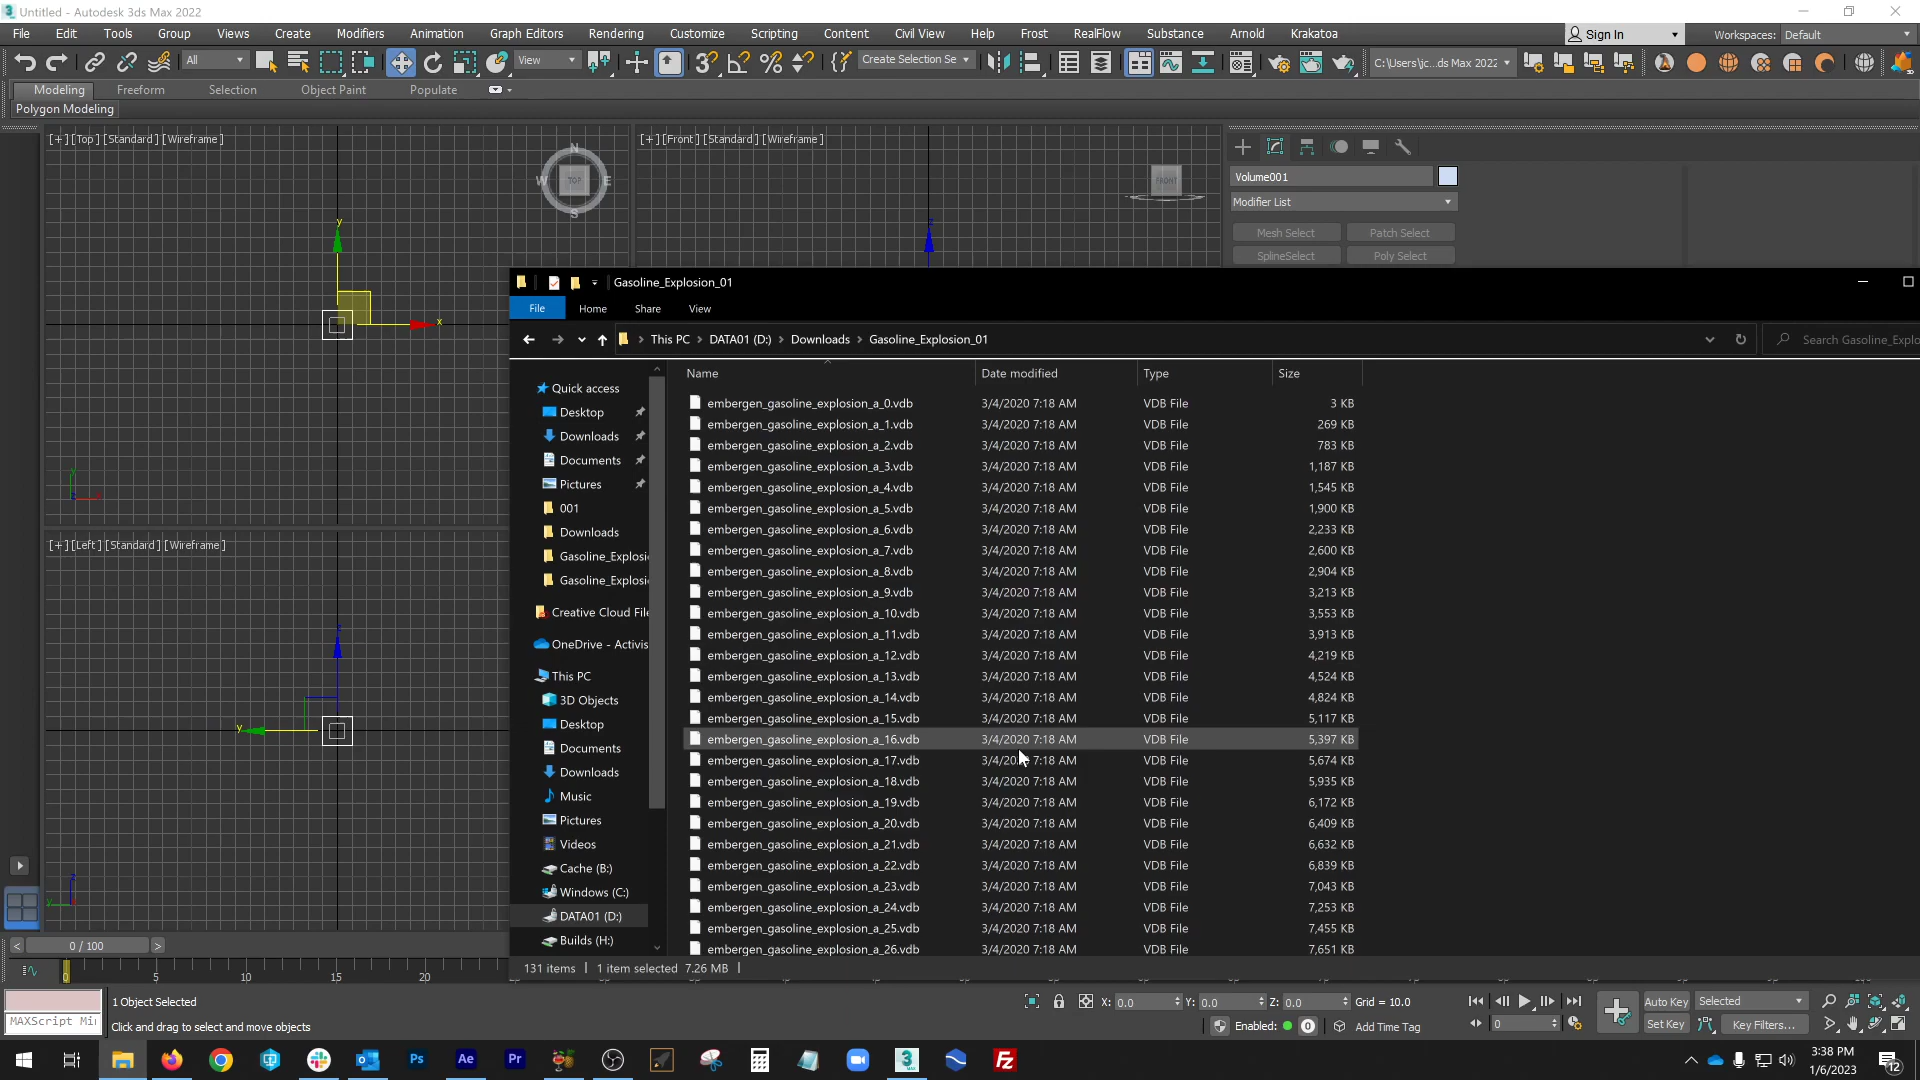 Untitled - Autodesk 3ds Max 2022
File Edit Tools Group Views Create Modifiers Animation Graph Editors Rendering Customize Scripting Content Civil View Help Frost RealFlow Substance Arnold Krakatoa Sign In Workspaces: Default
All View Create Selection Se C:\Users\jc...ds Max 2022
Modeling Freeform Selection Object Paint Populate
Polygon Modeling
[+] [Top] [Standard] [Wireframe]
[+] [Front] [Standard] [Wireframe]
N
W TOP E
S
FRONT
Volume001
Modifier List
Mesh Select Patch Select
SplineSelect Poly Select
y
x
z
Gasoline_Explosion_01
File Home Share View
This PC > DATA01 (D:) > Downloads > Gasoline_Explosion_01
Search Gasoline_Explo
Name Date modified Type Size
Quick access
Desktop
Downloads
Documents
Pictures
001
Downloads
Gasoline_Explosi
Gasoline_Explosi
Creative Cloud File
OneDrive - Activis
This PC
3D Objects
Desktop
Documents
Downloads
Music
Pictures
Videos
Cache (B:)
Windows (C:)
DATA01 (D:)
Builds (H:)
embergen_gasoline_explosion_a_0.vdb 3/4/2020 7:18 AM VDB File 3 KB
embergen_gasoline_explosion_a_1.vdb 3/4/2020 7:18 AM VDB File 269 KB
embergen_gasoline_explosion_a_2.vdb 3/4/2020 7:18 AM VDB File 783 KB
embergen_gasoline_explosion_a_3.vdb 3/4/2020 7:18 AM VDB File 1,187 KB
embergen_gasoline_explosion_a_4.vdb 3/4/2020 7:18 AM VDB File 1,545 KB
embergen_gasoline_explosion_a_5.vdb 3/4/2020 7:18 AM VDB File 1,900 KB
embergen_gasoline_explosion_a_6.vdb 3/4/2020 7:18 AM VDB File 2,233 KB
embergen_gasoline_explosion_a_7.vdb 3/4/2020 7:18 AM VDB File 2,600 KB
embergen_gasoline_explosion_a_8.vdb 3/4/2020 7:18 AM VDB File 2,904 KB
embergen_gasoline_explosion_a_9.vdb 3/4/2020 7:18 AM VDB File 3,213 KB
embergen_gasoline_explosion_a_10.vdb 3/4/2020 7:18 AM VDB File 3,553 KB
embergen_gasoline_explosion_a_11.vdb 3/4/2020 7:18 AM VDB File 3,913 KB
embergen_gasoline_explosion_a_12.vdb 3/4/2020 7:18 AM VDB File 4,219 KB
embergen_gasoline_explosion_a_13.vdb 3/4/2020 7:18 AM VDB File 4,524 KB
embergen_gasoline_explosion_a_14.vdb 3/4/2020 7:18 AM VDB File 4,824 KB
embergen_gasoline_explosion_a_15.vdb 3/4/2020 7:18 AM VDB File 5,117 KB
embergen_gasoline_explosion_a_16.vdb 3/4/2020 7:18 AM VDB File 5,397 KB
embergen_gasoline_explosion_a_17.vdb 3/4/20 7:18 AM VDB File 5,674 KB
embergen_gasoline_explosion_a_18.vdb 3/4/2020 7:18 AM VDB File 5,935 KB
embergen_gasoline_explosion_a_19.vdb 3/4/2020 7:18 AM VDB File 6,172 KB
embergen_gasoline_explosion_a_20.vdb 3/4/2020 7:18 AM VDB File 6,409 KB
embergen_gasoline_explosion_a_21.vdb 3/4/2020 7:18 AM VDB File 6,632 KB
embergen_gasoline_explosion_a_22.vdb 3/4/2020 7:18 AM VDB File 6,839 KB
embergen_gasoline_explosion_a_23.vdb 3/4/2020 7:18 AM VDB File 7,043 KB
embergen_gasoline_explosion_a_24.vdb 3/4/2020 7:18 AM VDB File 7,253 KB
embergen_gasoline_explosion_a_25.vdb 3/4/2020 7:18 AM VDB File 7,455 KB
embergen_gasoline_explosion_a_26.vdb 3/4/2020 7:18 AM VDB File 7,651 KB
131 items 1 item selected 7.26 MB
[+] [Left] [Standard] [Wireframe]
z
y
< 0 / 100 >
0 5 10 15 20
1 Object Selected
MAXScript Mi
Click and drag to select and move objects
X: 0.0 Y: 0.0 Z: 0.0 Grid = 10.0
Enabled: 0 Add Time Tag
0
Auto Key Selected
Set Key Key Filters...
Ps Ae Pr 3 Fz
3:38 PM
1/6/2023
12